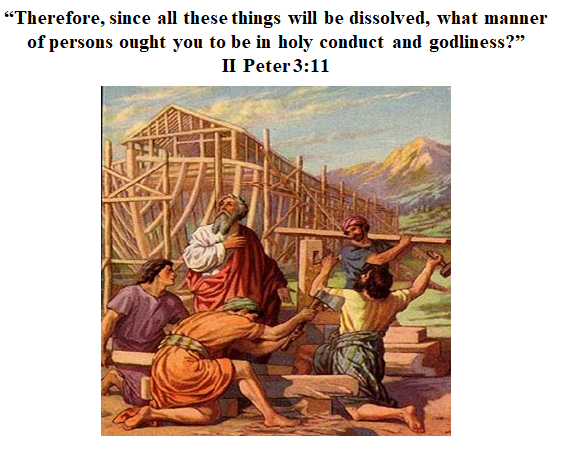 “Therefore, since all these things will be dissolved, what manner
of persons ought you to be in holy conduct and godliness?”
II Peter 3:11